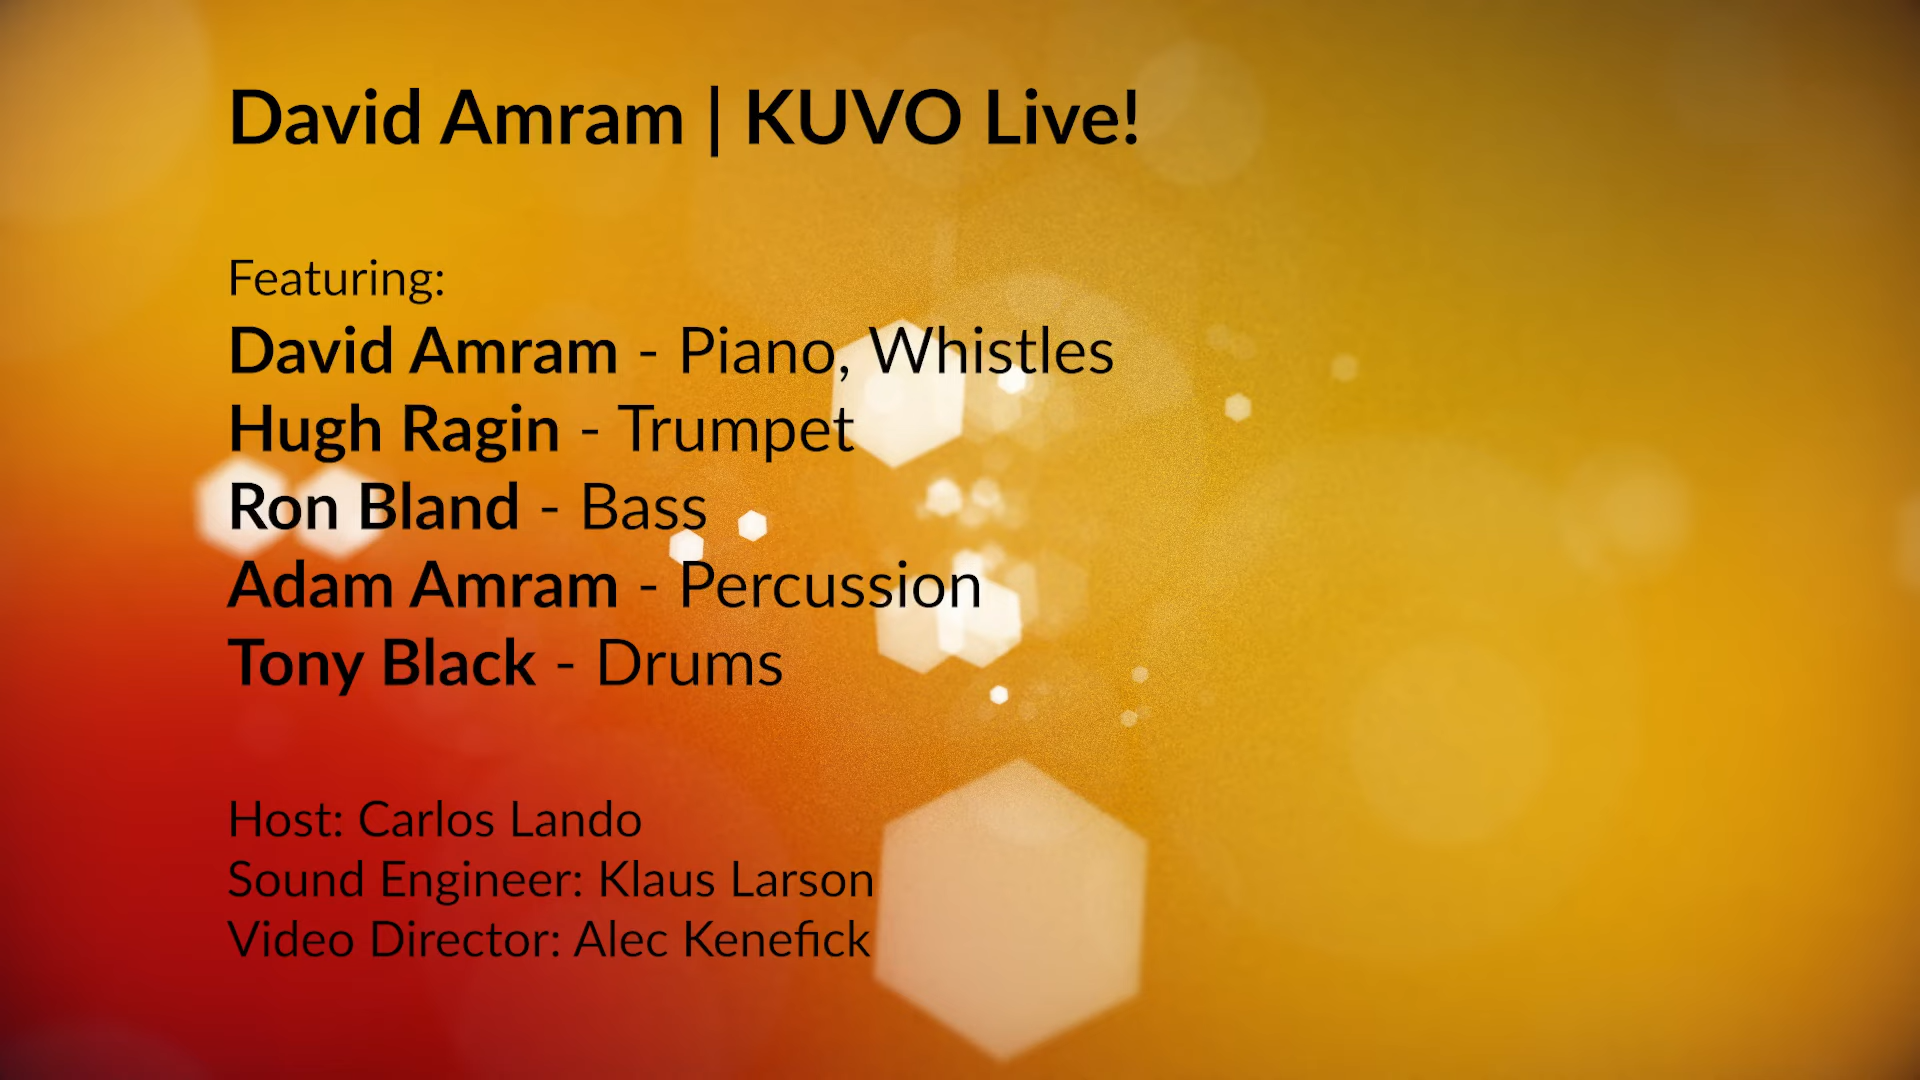 David Amram | KUVO Live!
Featuring:
David Amram - Piano, Whistles
Hugh Ragin - Trumpet
Ron Bland - Bass
Adam Amram - Percussion
Tony Black - Drums
Host: Carlos Lando
Sound Engineer: Klaus Larson
Video Director: Alec Kenefick